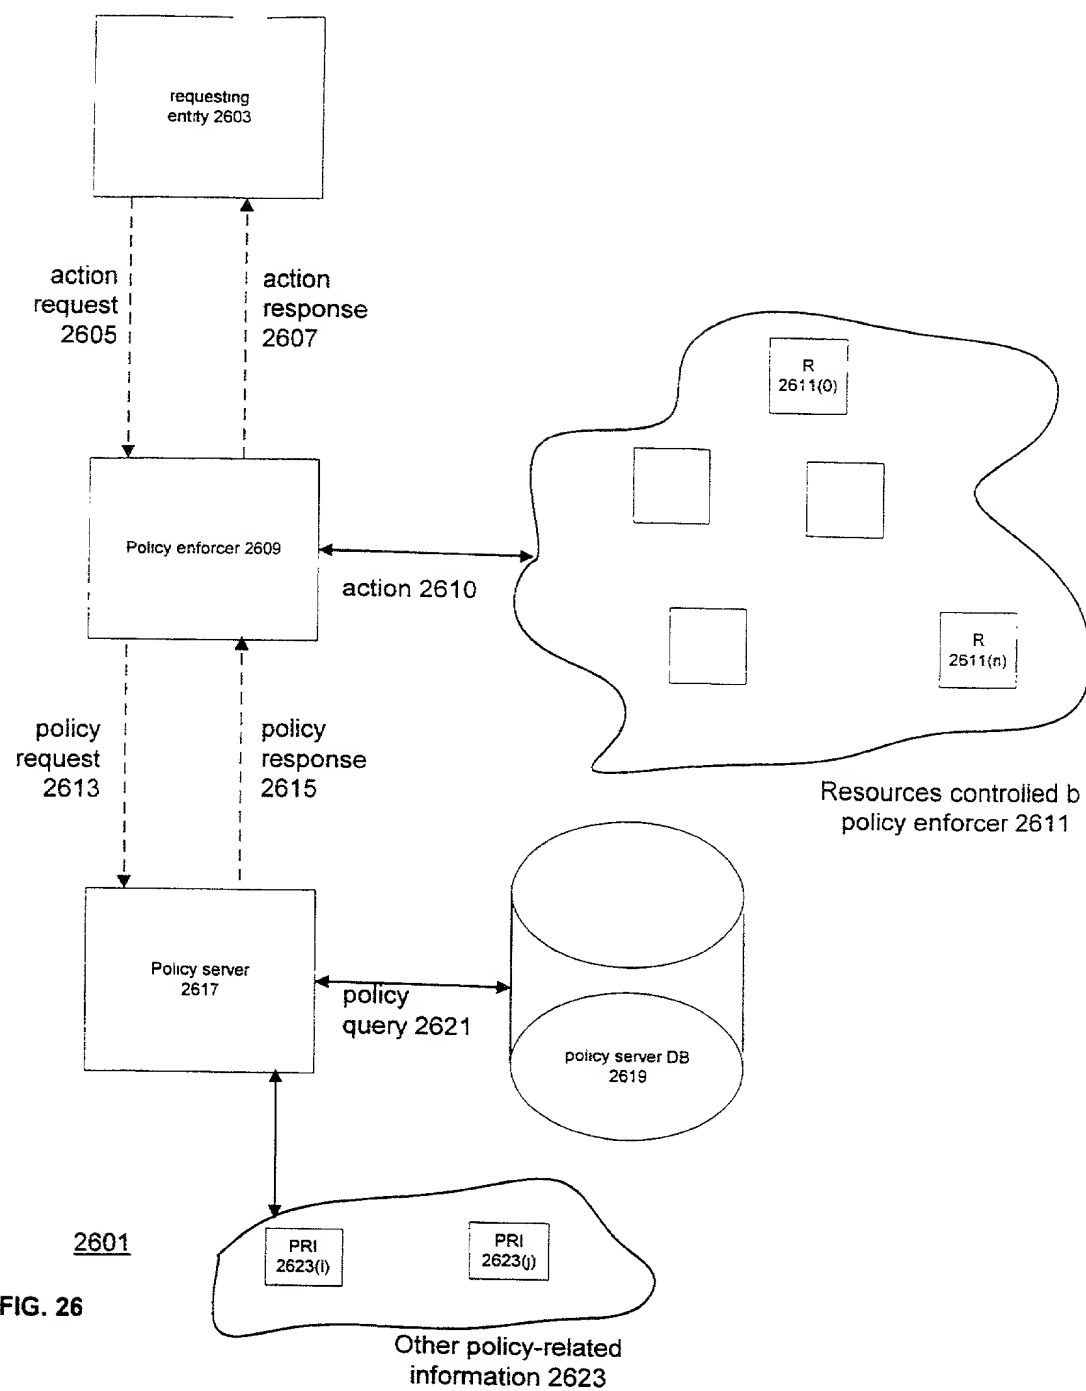 requesting
entity 2603
action
request
2605
action
response
2607
R
2611(0)
Policy enforcer 2609
action 2610
R
2611(n)
policy
request
2613
policy
response
2615
Resources controlled b
policy enforcer 2611
Policy server
2617
policy
query 2621
policy server DB
2619
2601
PRI
2623(i)
PRI
2623(j)
FIG. 26
Other policy-related
information 2623